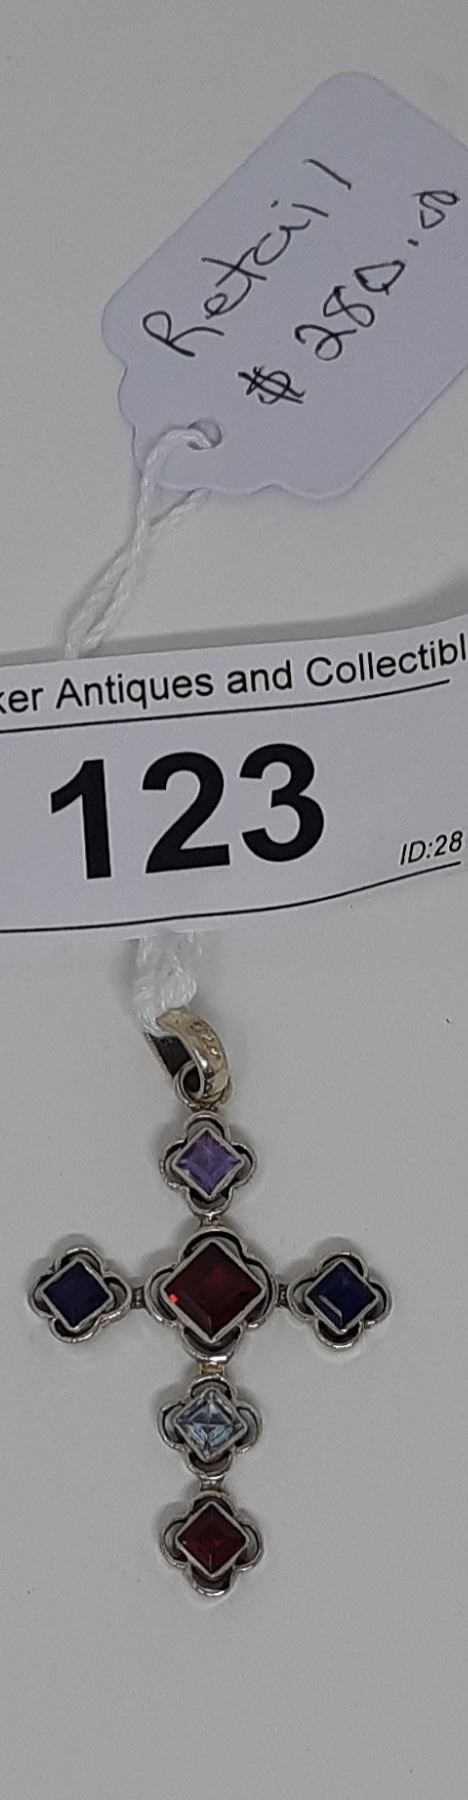 Retail
$ 280.00
ker Antiques and Collectibl
123
ID:28